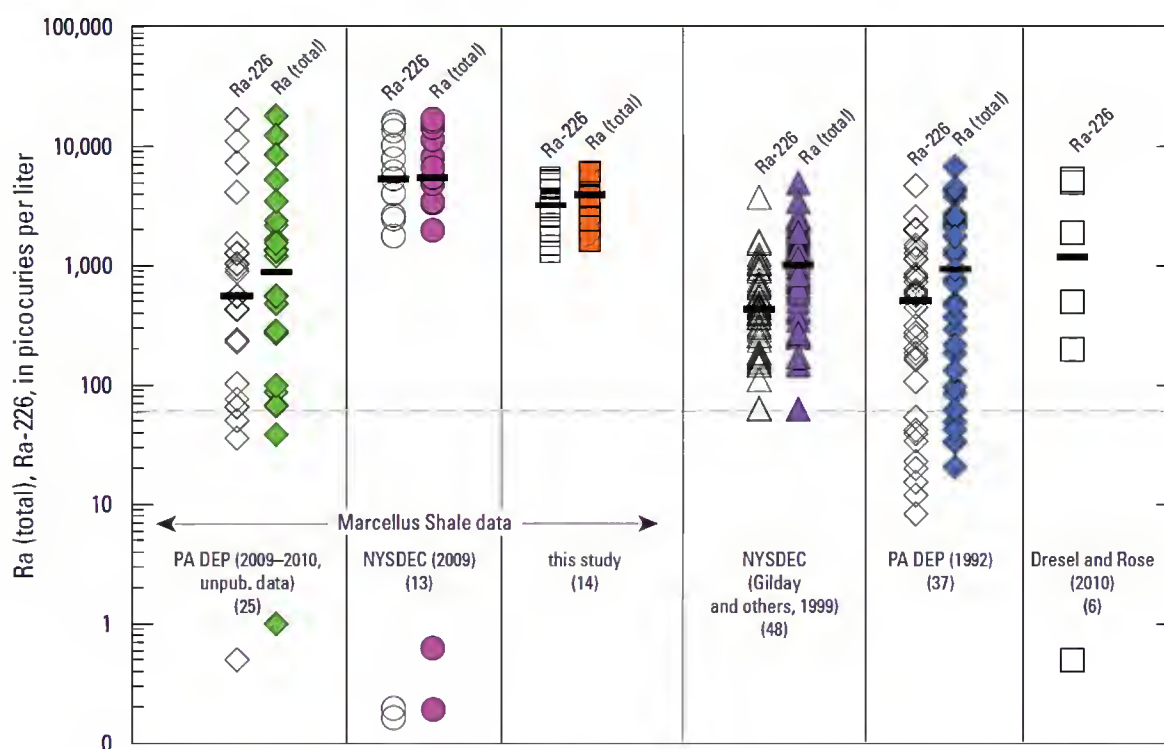 Ra (total), Ra-226, in picocuries per liter
100,000
10,000
1,000
100
10
1
0
Ra-226
Ra (total)
Ra-226
Ra (total)
Ra-226
Ra (total)
Ra-226
Ra (total)
Ra-226
Ra (total)
Ra-226
Marcellus Shale data
PA DEP (2009–2010,
unpub. data)
(25)
NYSDEC (2009)
(13)
this study
(14)
NYSDEC
(Gilday
and others, 1999)
(48)
PA DEP (1992)
(37)
Dresel and Rose
(2010)
(6)